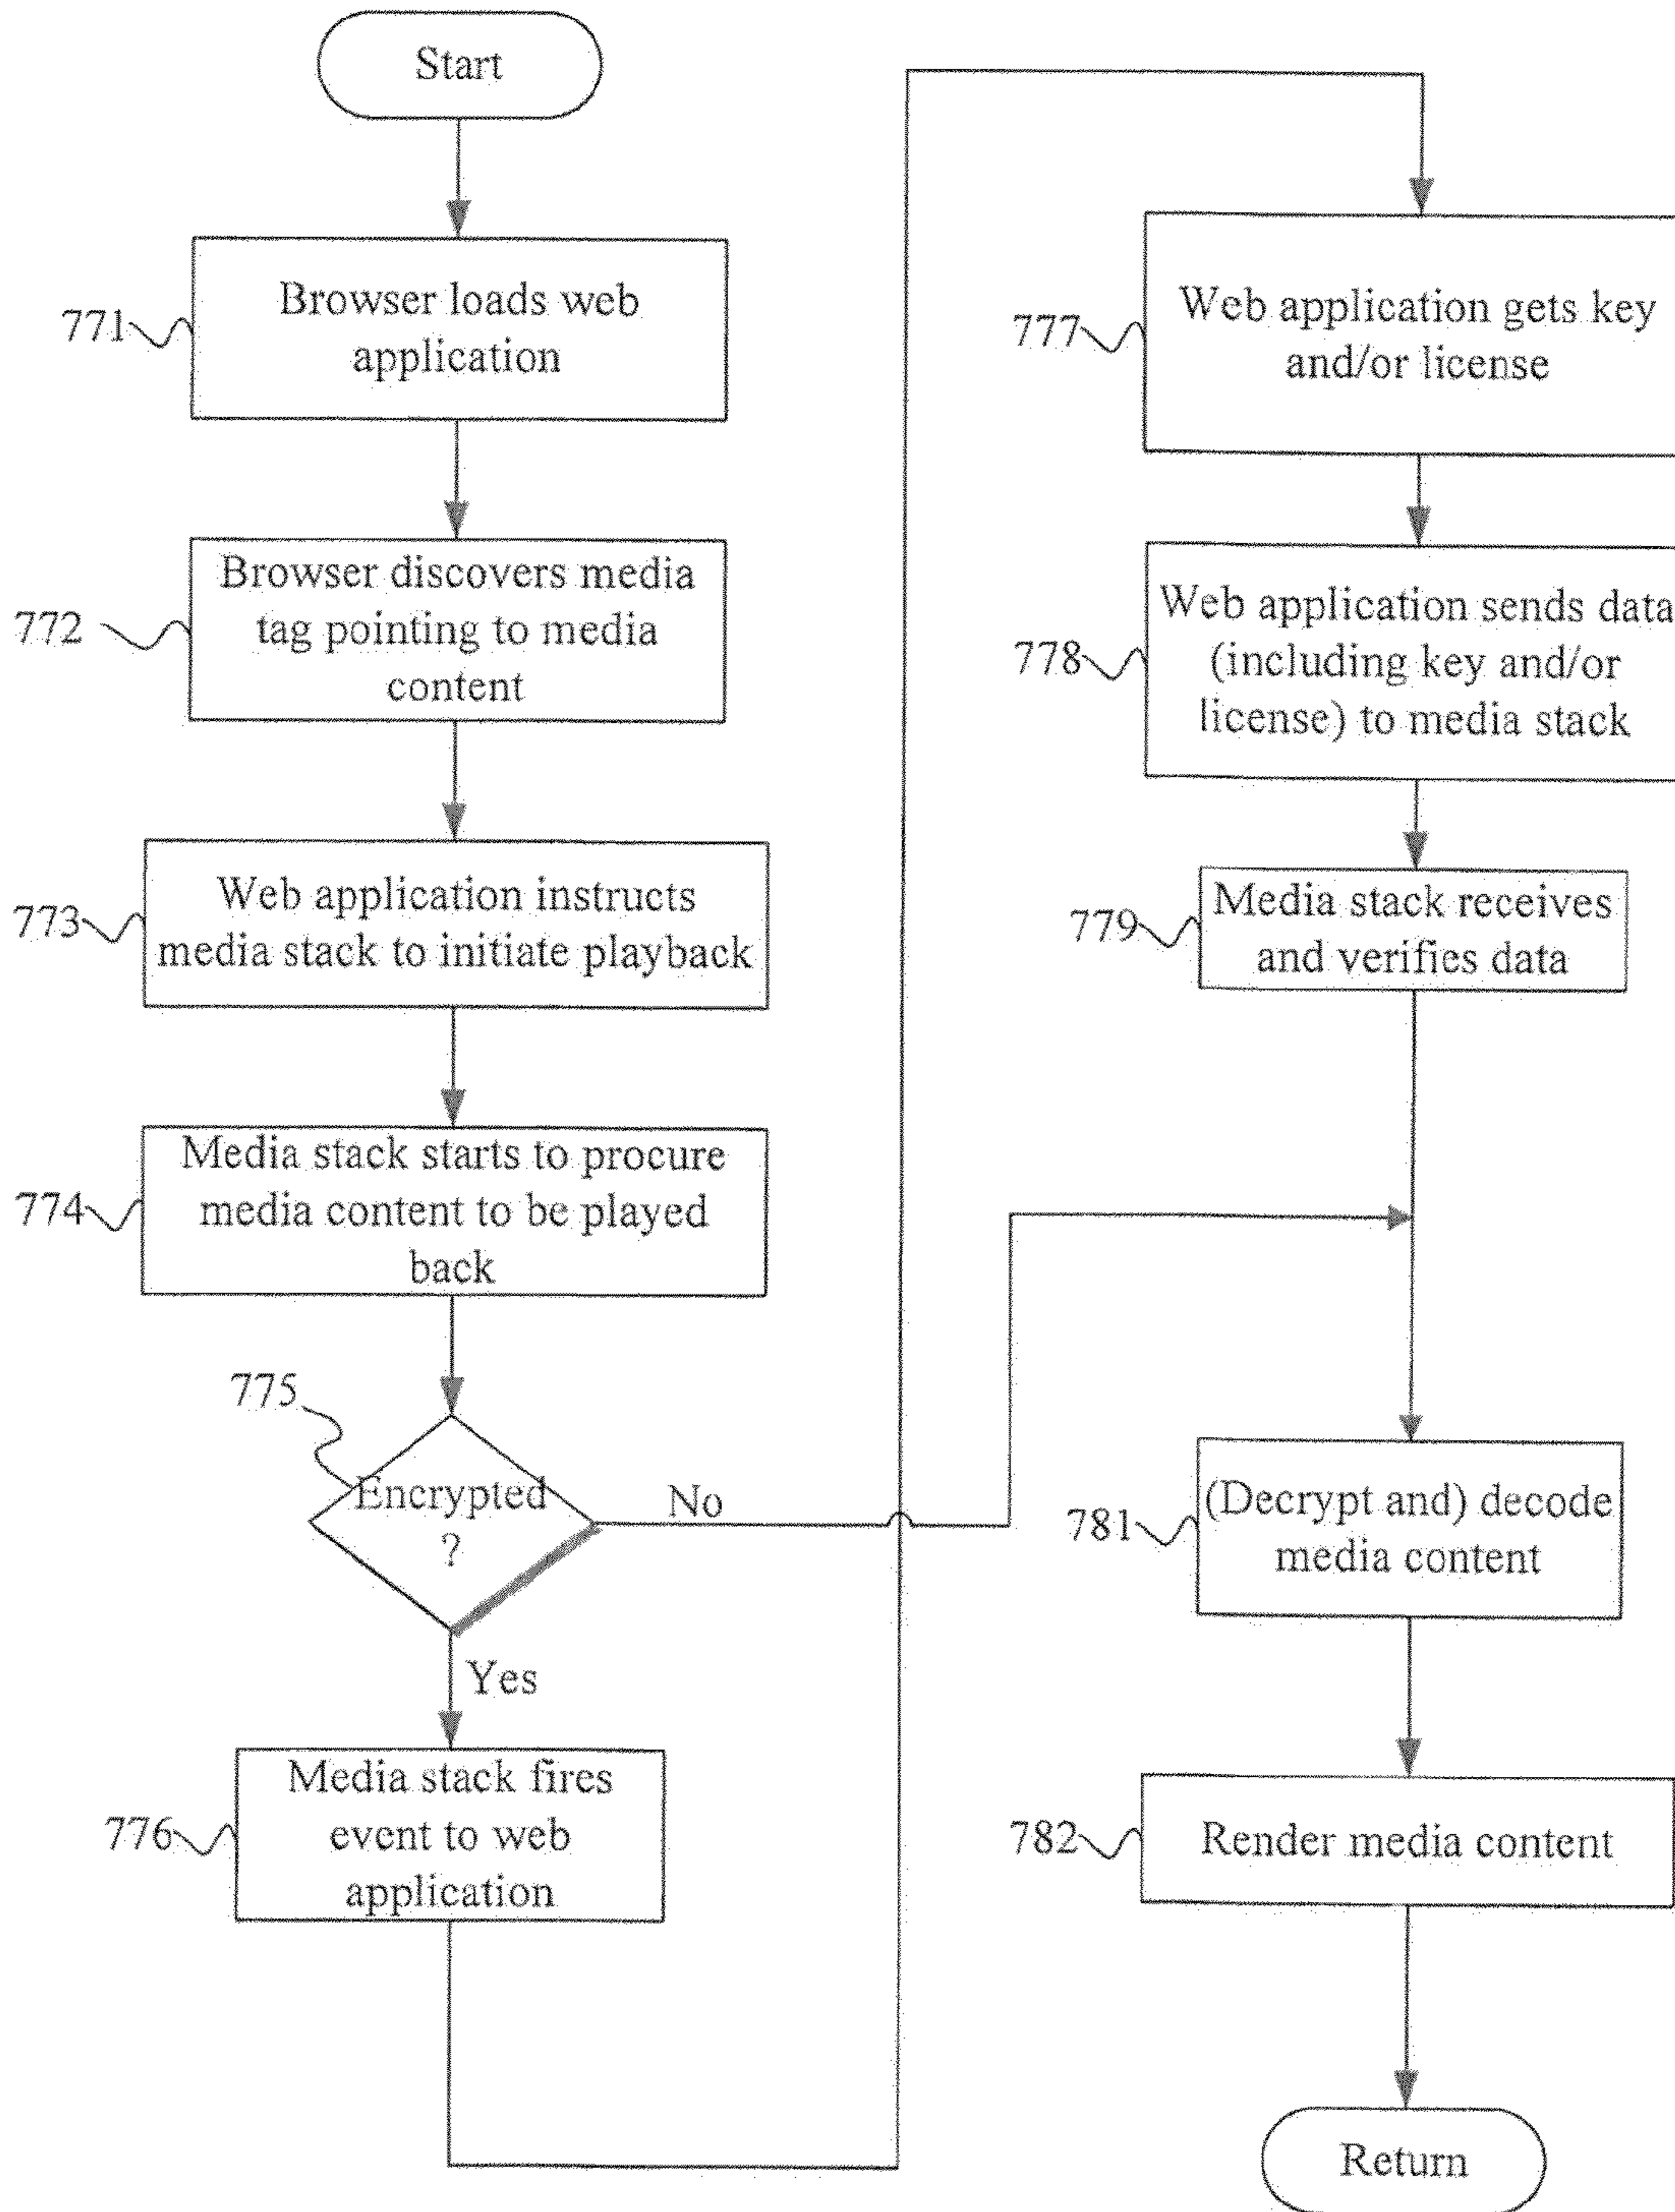 Start
771
Browser loads web
application
772
Browser discovers media
tag pointing to media
content
773
Web application instructs
media stack to initiate playback
774
Media stack starts to procure
media content to be played
back
775
Encrypted
?
No
Yes
776
Media stack fires
event to web
application
777
Web application gets key
and/or license
778
Web application sends data
(including key and/or
license) to media stack
779
Media stack receives
and verifies data
781
(Decrypt and) decode
media content
782
Render media content
Return